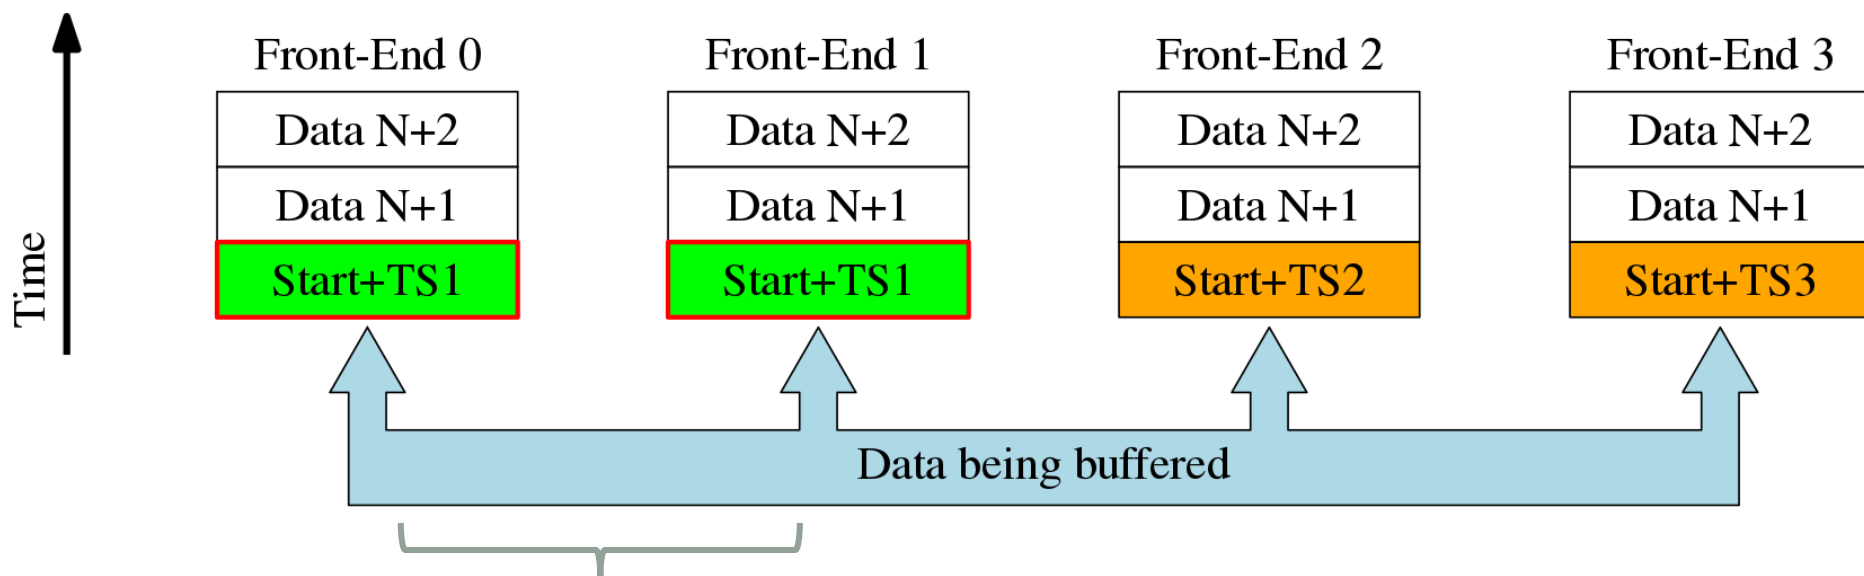 Front-End 0
Front-End 1
Front-End 2
Front-End 3
Data N+2
Data N+2
Data N+2
Data N+2
Data N+1
Data N+1
Data N+1
Data N+1
Start+TS1
Start+TS1
Start+TS2
Start+TS3
Time
Data being buffered